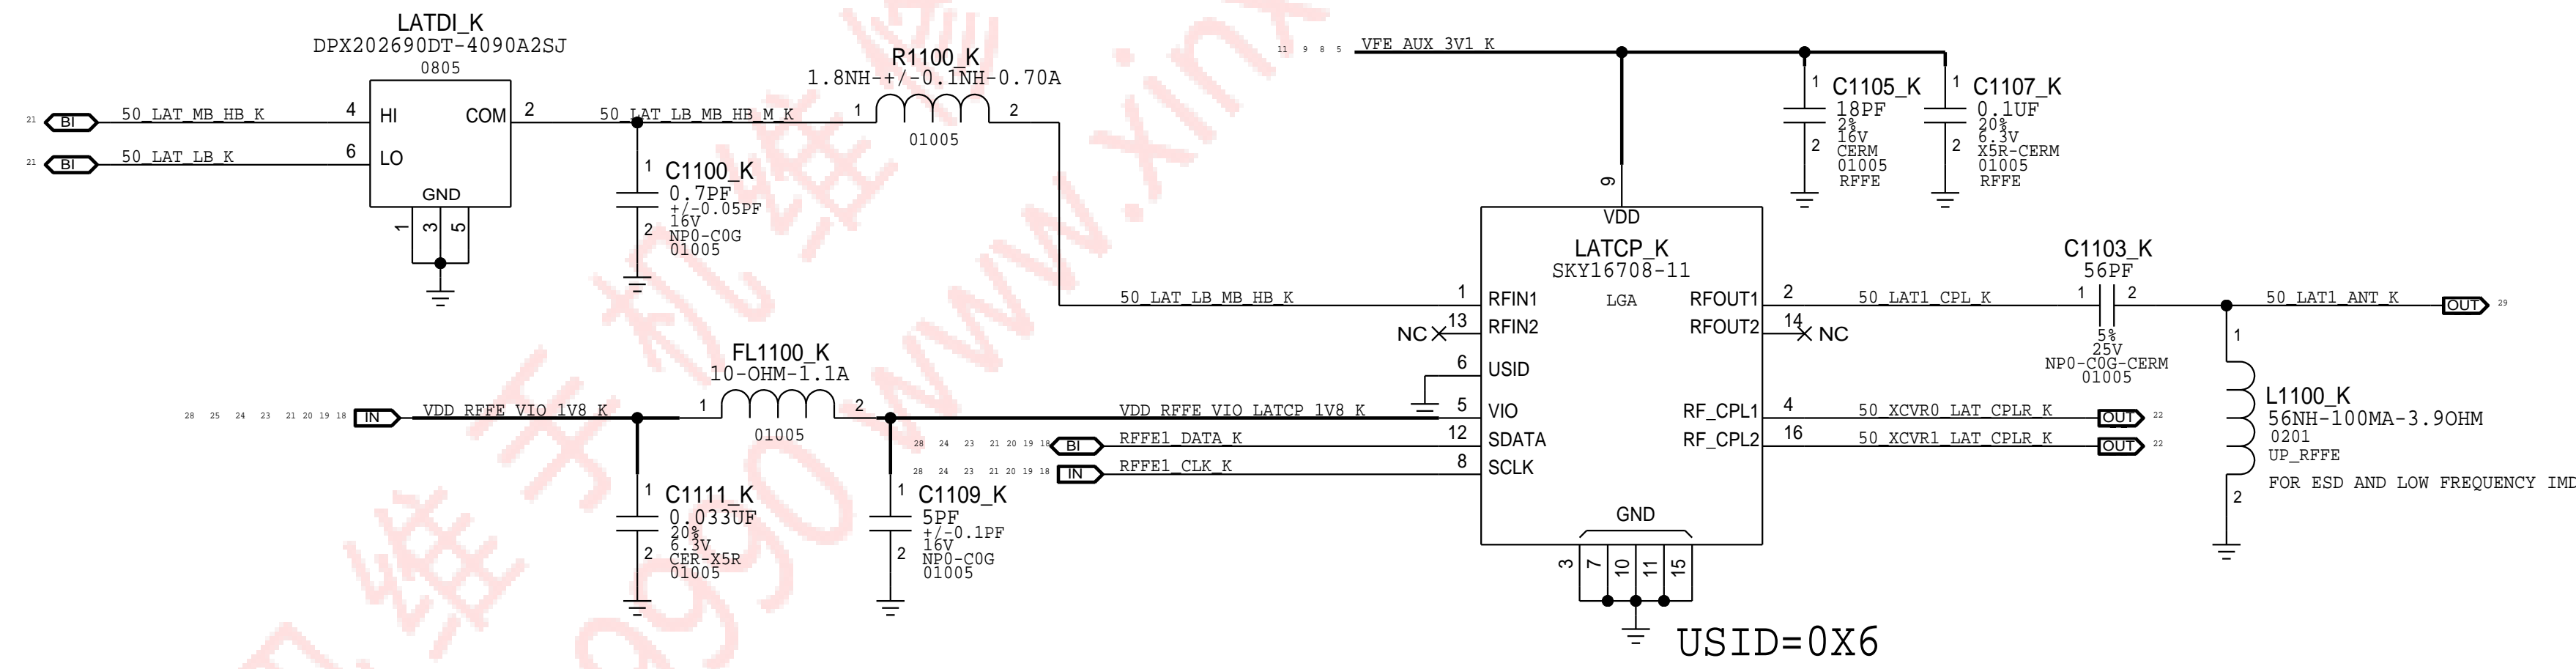 LATDI_K
DPX202690DT-4090A2SJ
0805
21 BI 50_LAT_MB_HB_K 4 HI COM 2 50_LAT_LB_MB_HB_M_K
21 BI 50_LAT_LB_K 6 LO
GND
1 3 5
R1100_K
1.8NH-+/-0.1NH-0.70A
1 2
01005
1 C1100_K
0.7PF
+/-0.05PF
16V
2 NP0-C0G
01005
11 9 8 5 VFE_AUX_3V1_K
1 C1105_K
18PF
2%
16V
2 CERM
01005
RFFE
1 C1107_K
0.1UF
20%
6.3V
2 X5R-CERM
01005
RFFE
9
VDD
LATCP_K
SKY16708-11
LGA
50_LAT_LB_MB_HB_K 1 RFIN1 RFOUT1 2 50_LAT1_CPL_K
NC 13 RFIN2 RFOUT2 14 NC
6 USID
C1103_K
56PF
1 2
5%
25V
NP0-C0G-CERM
01005
50_LAT1_ANT_K OUT 29
FL1100_K
10-OHM-1.1A
28 25 24 23 21 20 19 18 IN VDD_RFFE_VIO_1V8_K 1 2 VDD_RFFE_VIO_LATCP_1V8_K 5 VIO
01005
28 24 23 21 20 19 18 BI RFFE1_DATA_K 12 SDATA
28 24 23 21 20 19 18 IN RFFE1_CLK_K 8 SCLK
RF_CPL1 4 50_XCVR0_LAT_CPLR_K OUT 22
RF_CPL2 16 50_XCVR1_LAT_CPLR_K OUT 22
1
L1100_K
56NH-100MA-3.9OHM
0201
UP_RFFE
FOR ESD AND LOW FREQUENCY IMD
2
1 C1111_K
0.033UF
20%
6.3V
2 CER-X5R
01005
1 C1109_K
5PF
+/-0.1PF
16V
2 NP0-C0G
01005
GND
3 7 10 11 15
USID=0X6
手机维修
990 www.xinx